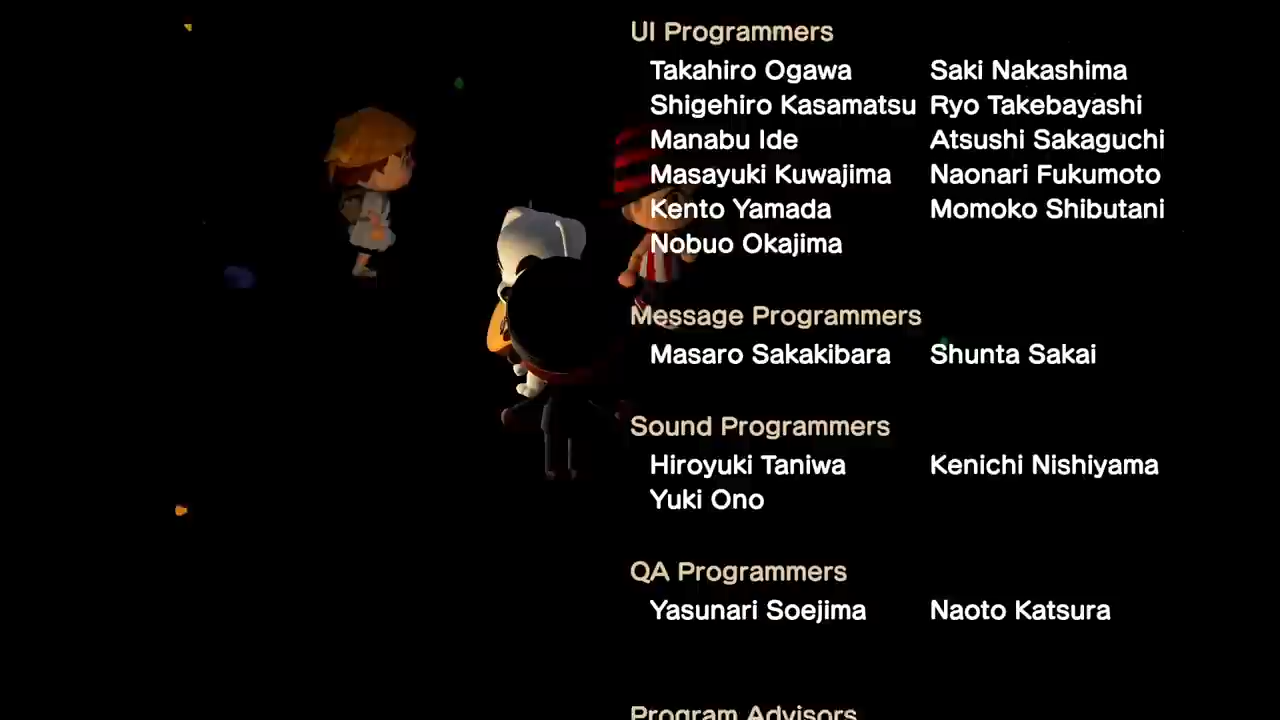 UI Programmers
Takahiro Ogawa Saki Nakashima
Shigehiro Kasamatsu Ryo Takebayashi
Manabu Ide Atsushi Sakaguchi
Masayuki Kuwajima Naonari Fukumoto
Kento Yamada Momoko Shibutani
Nobuo Okajima
Message Programmers
Masaro Sakakibara Shunta Sakai
Sound Programmers
Hiroyuki Taniwa Kenichi Nishiyama
Yuki Ono
QA Programmers
Yasunari Soejima Naoto Katsura
Program Advisors